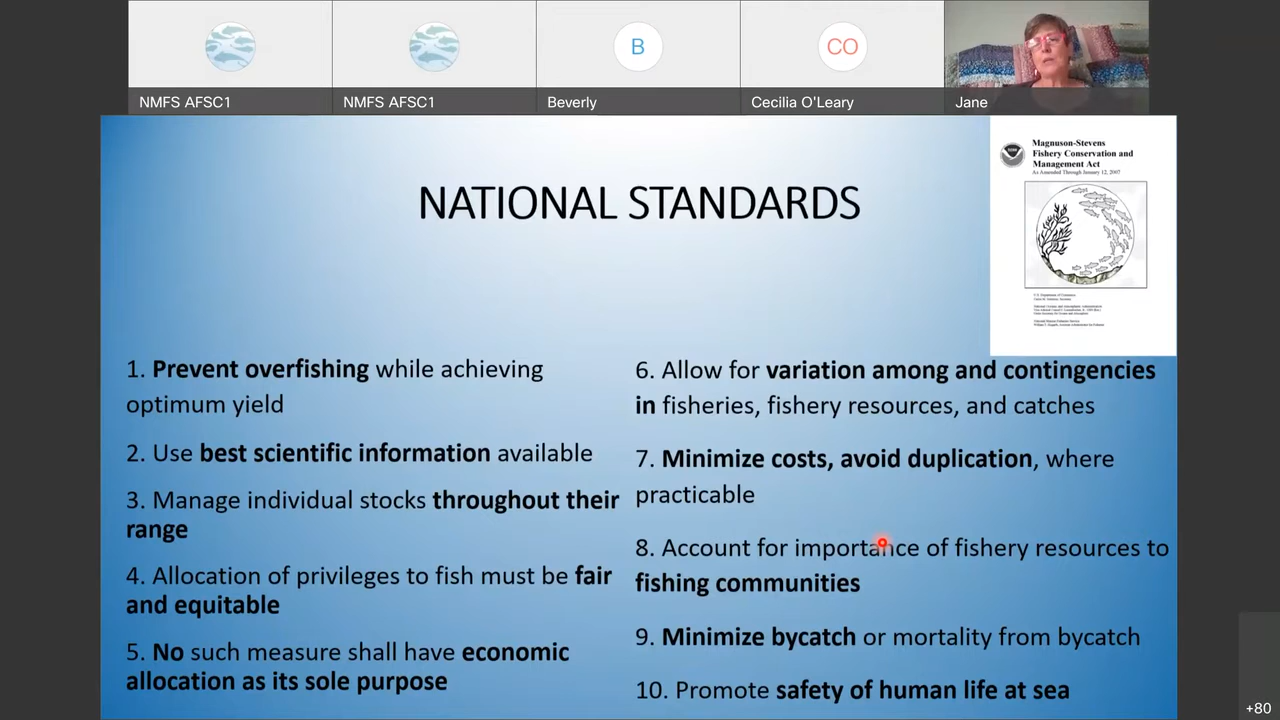 NMFS AFSC1
NMFS AFSC1
B
Beverly
CO
Cecilia O'Leary
Jane
Magnuson-Stevens
Fishery Conservation and
Management Act
As Amended Through January 12, 2007
NATIONAL STANDARDS
1. Prevent overfishing while achieving
optimum yield
2. Use best scientific information available
3. Manage individual stocks throughout their
range
4. Allocation of privileges to fish must be fair
and equitable
5. No such measure shall have economic
allocation as its sole purpose
6. Allow for variation among and contingencies
in fisheries, fishery resources, and catches
7. Minimize costs, avoid duplication, where
practicable
8. Account for importance of fishery resources to
fishing communities
9. Minimize bycatch or mortality from bycatch
10. Promote safety of human life at sea
+80